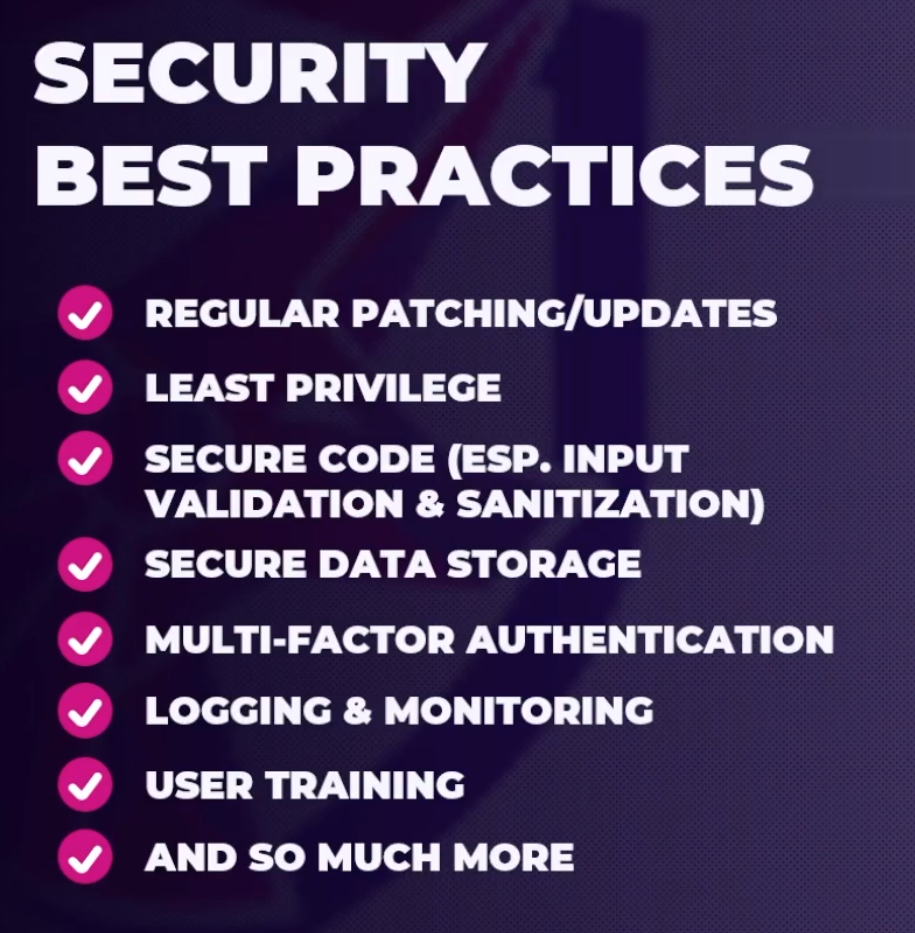 SECURITY
BEST PRACTICES
REGULAR PATCHING/UPDATES
LEAST PRIVILEGE
SECURE CODE (ESP. INPUT
VALIDATION & SANITIZATION)
SECURE DATA STORAGE
MULTI-FACTOR AUTHENTICATION
LOGGING & MONITORING
USER TRAINING
AND SO MUCH MORE